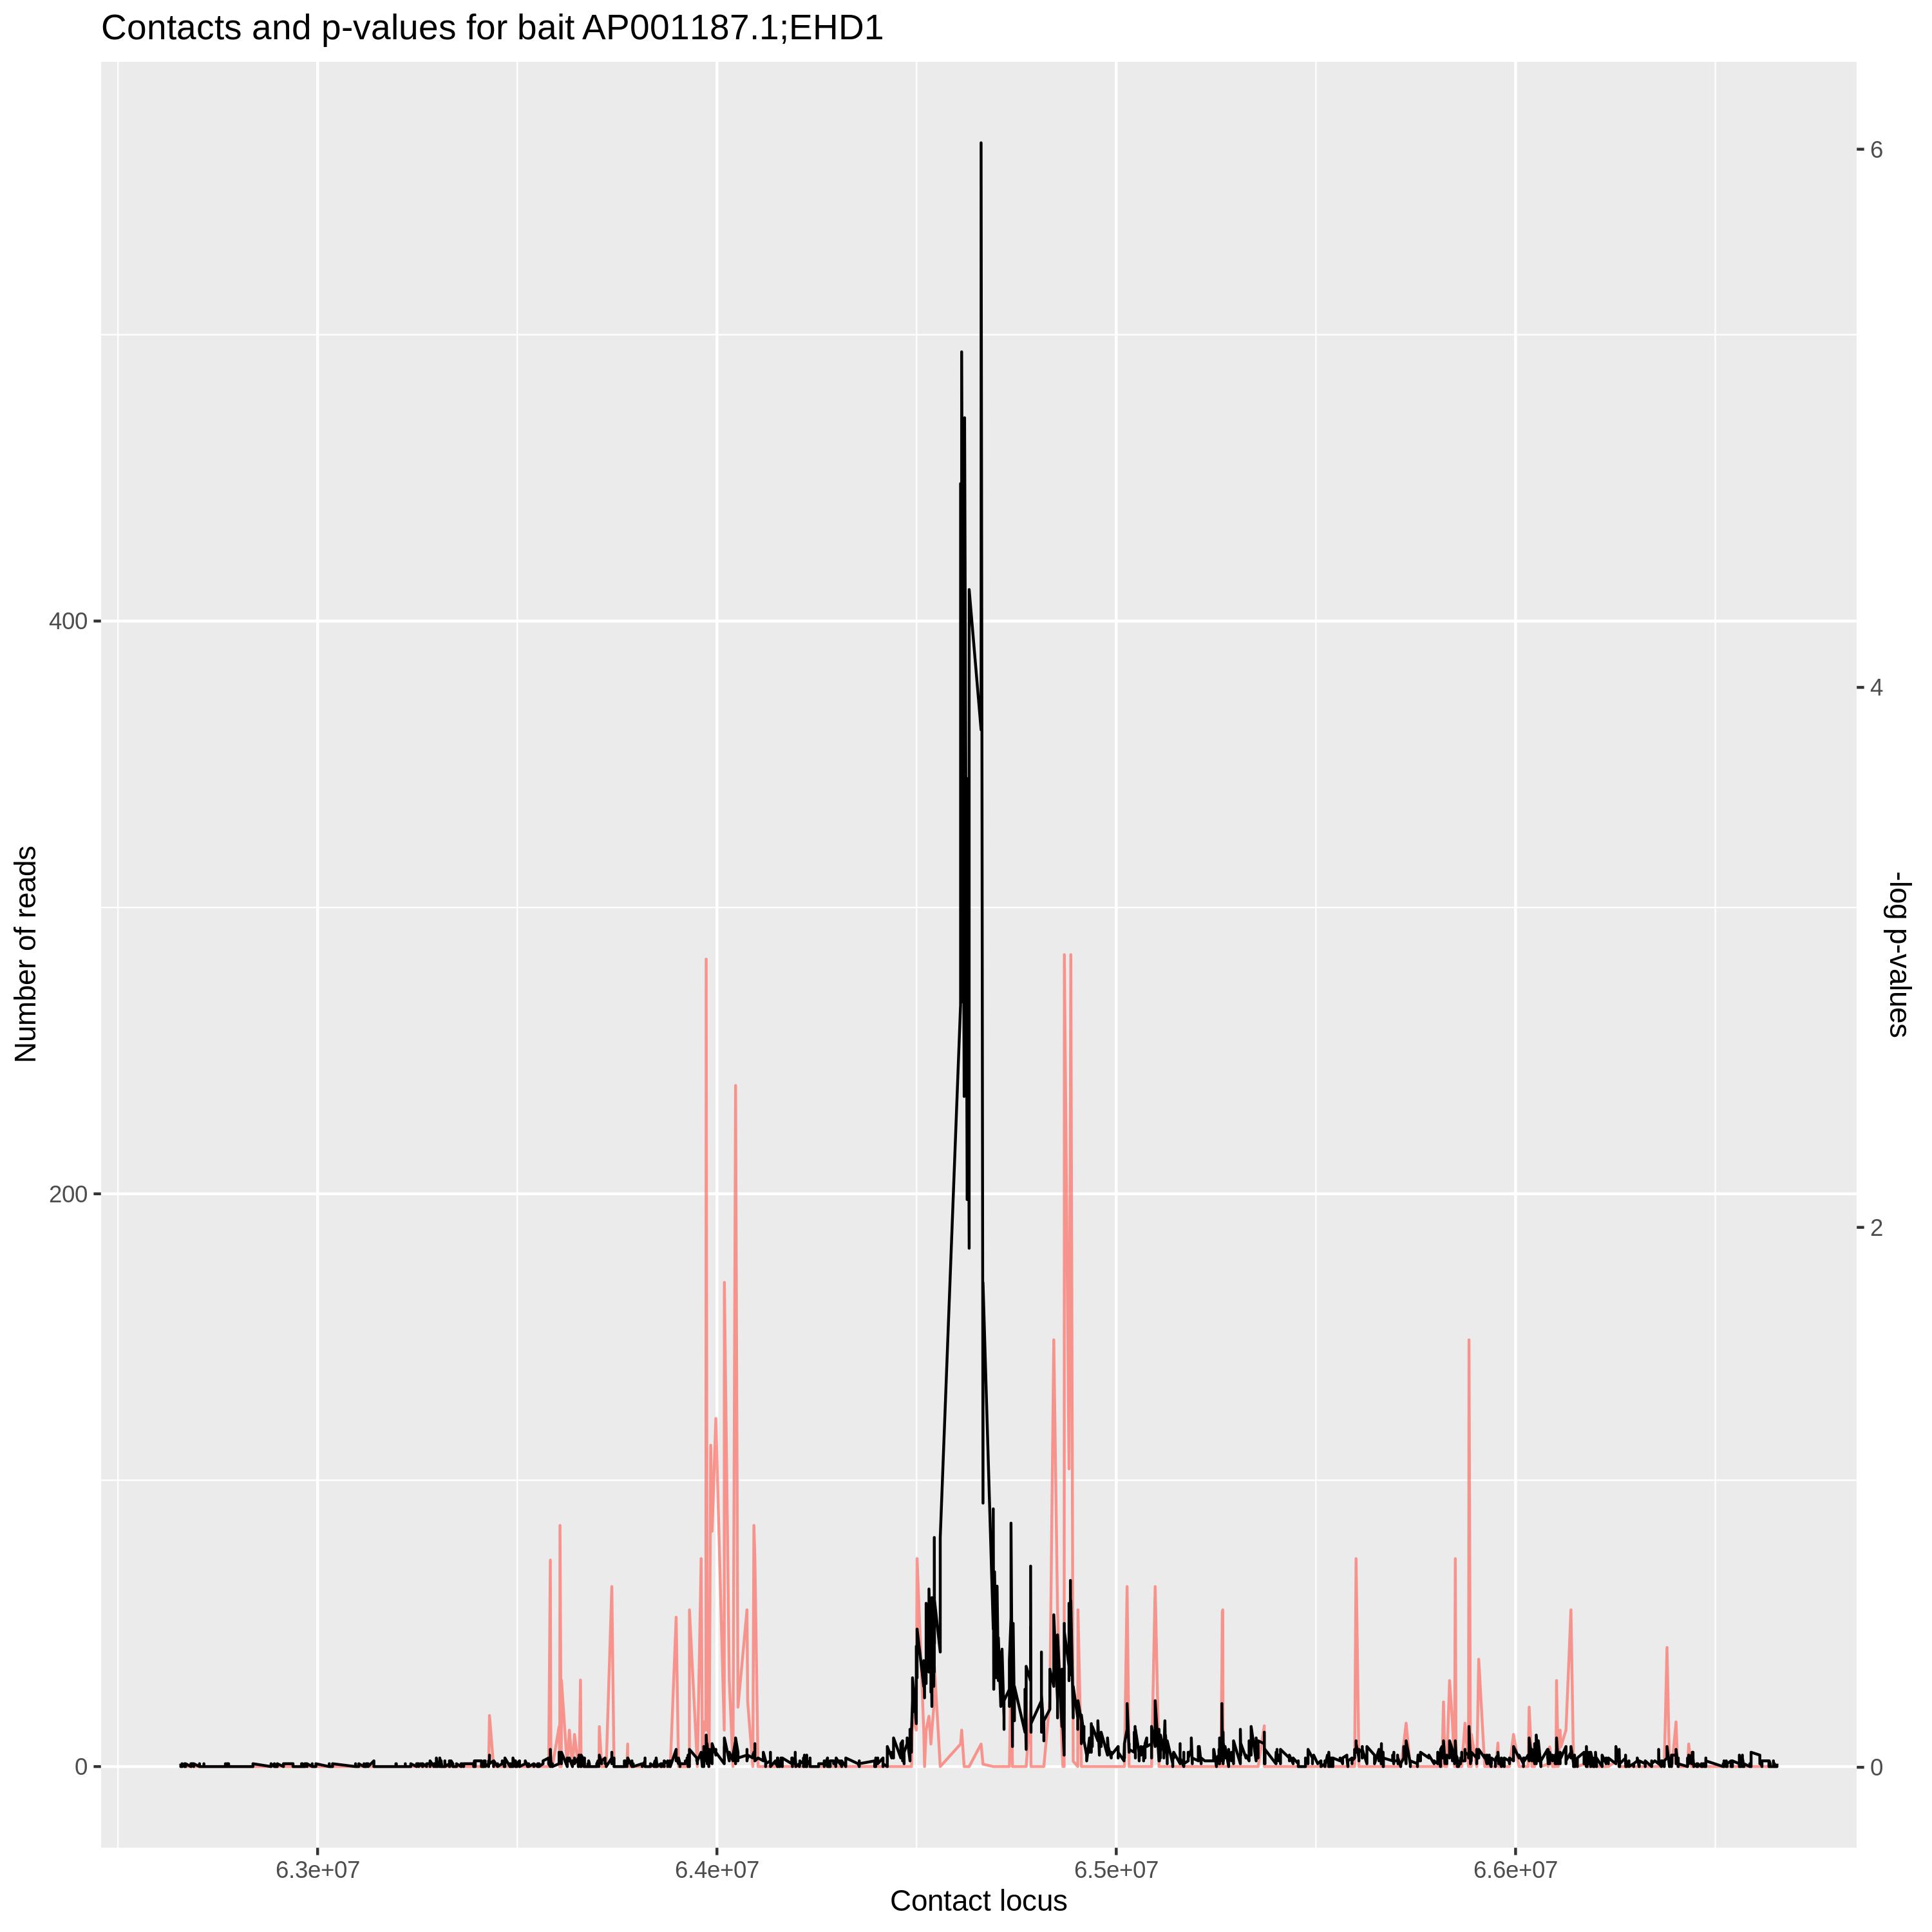 Contacts and p-values for bait AP001187.1;EHD1
6
400
4
Number of reads
-log p-values
200
2
0
0
6.3e+07
6.4e+07
6.5e+07
6.6e+07
Contact locus